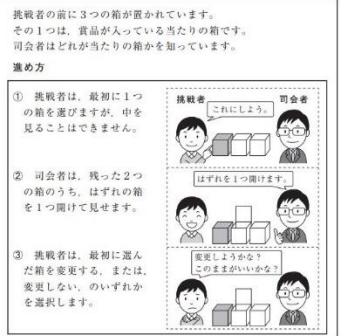 挑戦者の前に3つの箱が置かれています。
その1つは，賞品が入っている当たりの箱です。
司会者はどれが当たりの箱かを知っています。
進め方
① 挑戦者は，最初に1つ
の箱を選びますが，中を
見ることはできません。
挑戦者
司会者
これにしよう。
② 司会者は，残った2つ
の箱のうち，はずれの箱
を1つ開けて見せます。
はずれを1つ開けます。
③ 挑戦者は，最初に選ん
だ箱を変更する，または，
変更しない，のいずれか
を選択します。
変更しようかな？
このままがいいかな？